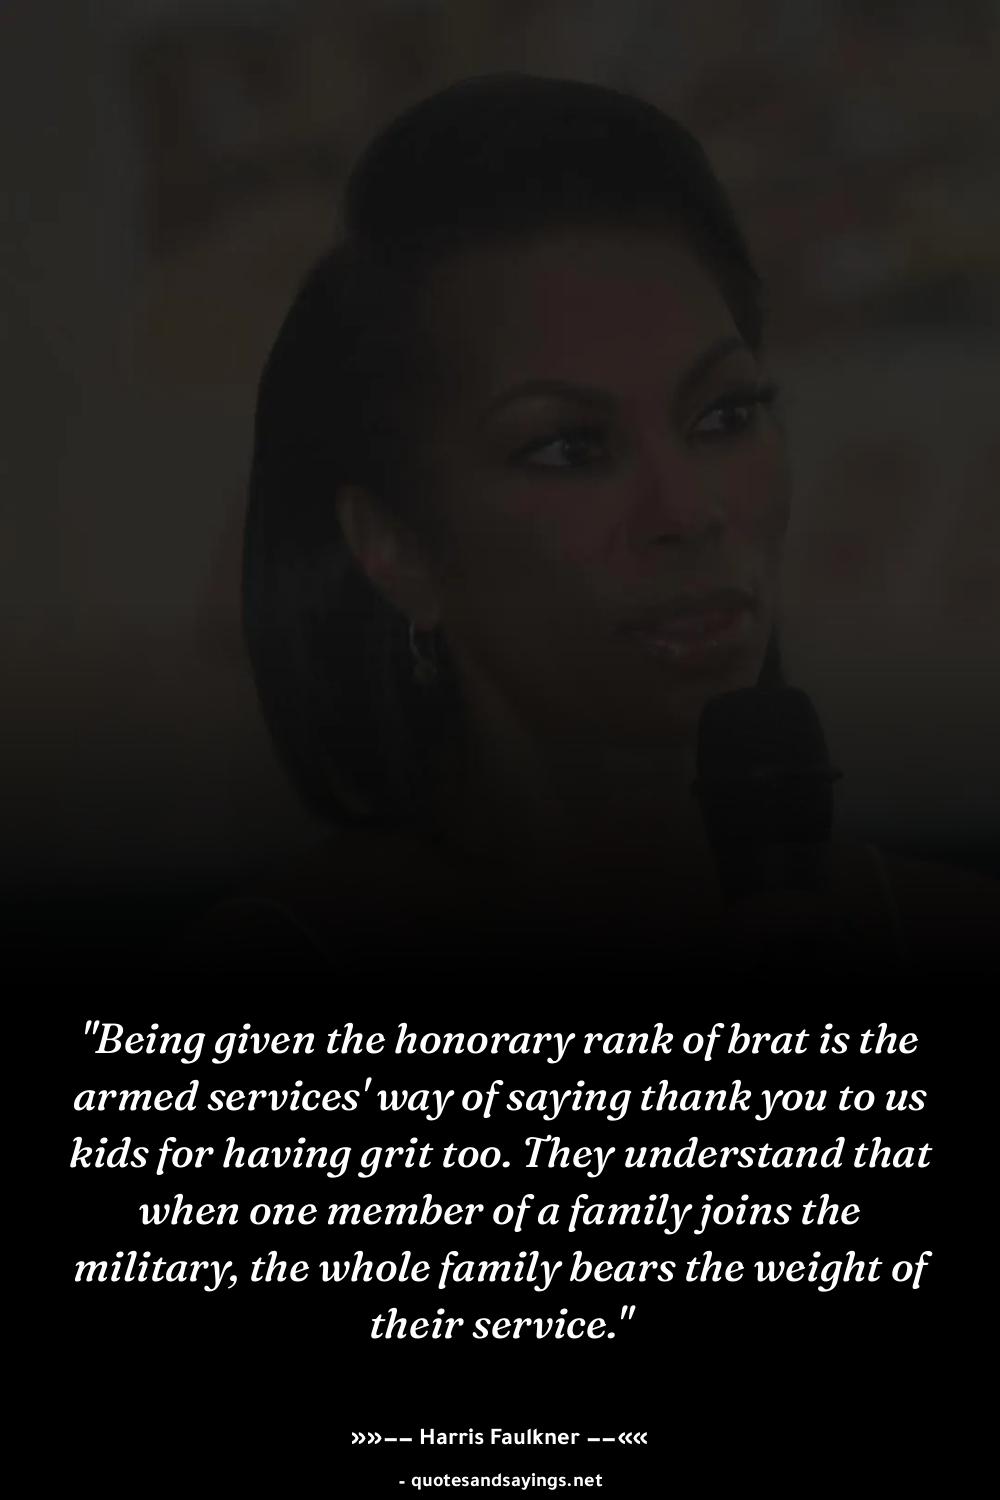 "Being given the honorary rank of brat is the
armed services' way of saying thank you to us
kids for having grit too. They understand that
when one member of a family joins the
military, the whole family bears the weight of
their service."
»»–– Harris Faulkner ––««
- quotesandsayings.net